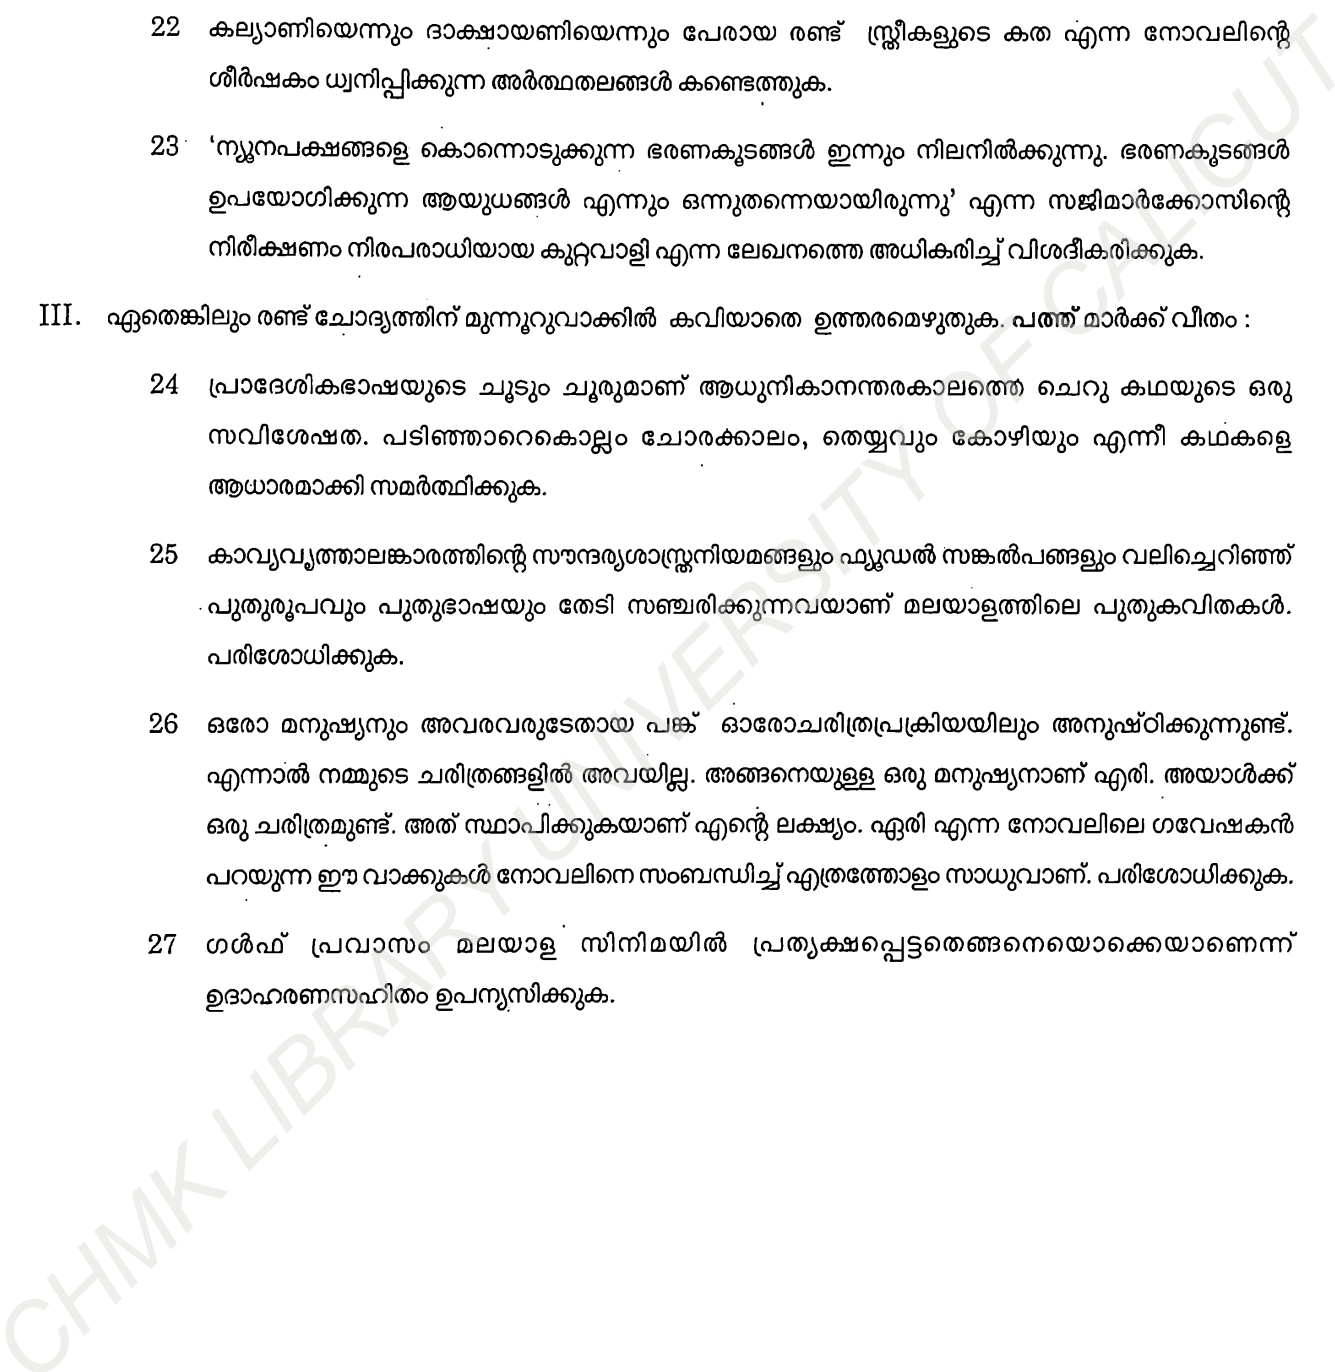 22 കല്യാണിയെന്നും ദാക്ഷായണിയെന്നും പേരായ രണ്ട് സ്ത്രീകളുടെ കത എന്ന നോവലിന്റെ
ശീർഷകം ധ്വനിപ്പിക്കുന്ന അർത്ഥതലങ്ങൾ കണ്ടെത്തുക.
23 ‘ന്യൂനപക്ഷങ്ങളെ കൊന്നൊടുക്കുന്ന ഭരണകൂടങ്ങൾ ഇന്നും നിലനിൽക്കുന്നു. ഭരണകൂടങ്ങൾ
ഉപയോഗിക്കുന്ന ആയുധങ്ങൾ എന്നും ഒന്നുതന്നെയായിരുന്നു’ എന്ന സജിമാർക്കോസിന്റെ
നിരീക്ഷണം നിരപരാധിയായ കുറ്റവാളി എന്ന ലേഖനത്തെ അധികരിച്ച് വിശദീകരിക്കുക.
III. ഏതെങ്കിലും രണ്ട് ചോദ്യത്തിന് മുന്നൂറുവാക്കിൽ കവിയാതെ ഉത്തരമെഴുതുക. പത്ത് മാർക്ക് വീതം :
24 പ്രാദേശികഭാഷയുടെ ചൂടും ചൂരുമാണ് ആധുനികാനന്തരകാലത്തെ ചെറു കഥയുടെ ഒരു
സവിശേഷത. പടിഞ്ഞാറെകൊല്ലം ചോരക്കാലം, തെയ്യവും കോഴിയും എന്നീ കഥകളെ
ആധാരമാക്കി സമർത്ഥിക്കുക.
25 കാവ്യവൃത്താലങ്കാരത്തിന്റെ സൗന്ദര്യശാസ്ത്രനിയമങ്ങളും ഫ്യൂഡൽ സങ്കൽപങ്ങളും വലിച്ചെറിഞ്ഞ്
പുതുരൂപവും പുതുഭാഷയും തേടി സഞ്ചരിക്കുന്നവയാണ് മലയാളത്തിലെ പുതുകവിതകൾ.
പരിശോധിക്കുക.
26 ഒരോ മനുഷ്യനും അവരവരുടേതായ പങ്ക് ഓരോചരിത്രപ്രക്രിയയിലും അനുഷ്ഠിക്കുന്നുണ്ട്.
എന്നാൽ നമ്മുടെ ചരിത്രങ്ങളിൽ അവയില്ല. അങ്ങനെയുള്ള ഒരു മനുഷ്യനാണ് എരി. അയാൾക്ക്
ഒരു ചരിത്രമുണ്ട്. അത് സ്ഥാപിക്കുകയാണ് എന്റെ ലക്ഷ്യം. ഏരി എന്ന നോവലിലെ ഗവേഷകൻ
പറയുന്ന ഈ വാക്കുകൾ നോവലിനെ സംബന്ധിച്ച് എത്രത്തോളം സാധുവാണ്. പരിശോധിക്കുക.
27 ഗൾഫ് പ്രവാസം മലയാള സിനിമയിൽ പ്രത്യക്ഷപ്പെട്ടതെങ്ങനെയൊക്കെയാണെന്ന്
ഉദാഹരണസഹിതം ഉപന്യസിക്കുക.
CHMK LIBRARY UNIVERSITY OF CALICUT